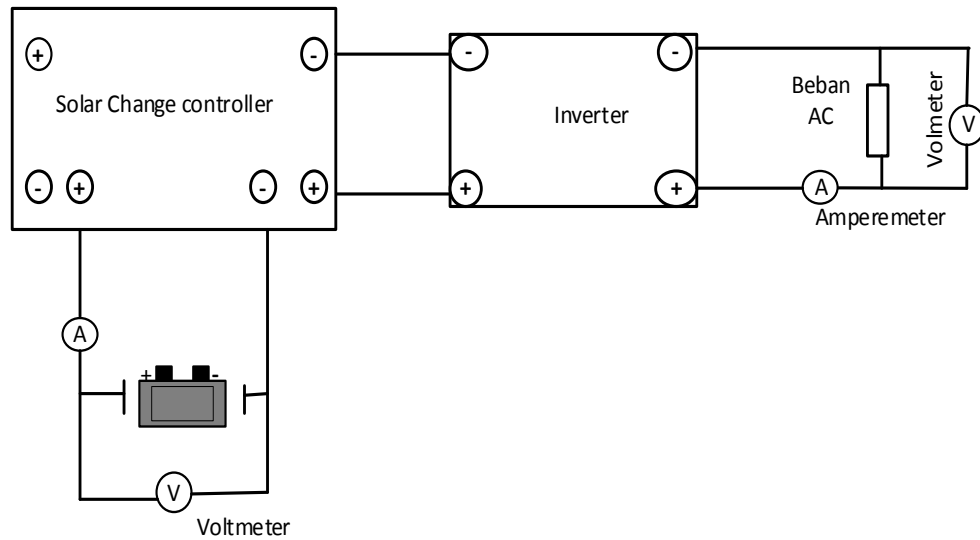 +
-
-
-
Solar Change controller
Inverter
Beban
AC
Volmeter
V
-
+
-
+
+
+
A
Amperemeter
A
+
-
V
Voltmeter